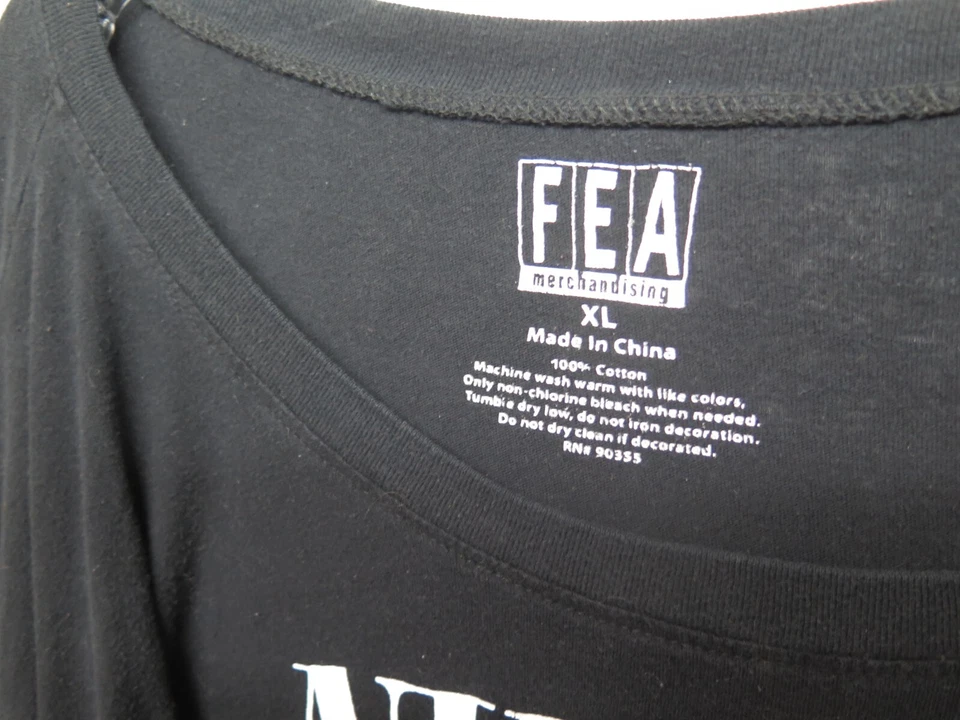 FEA
merchandising
XL
Made In China
100% Cotton
Machine wash warm with like colors,
Only non-chlorine bleach when needed.
Tumble dry low, do not iron decoration.
Do not dry clean if decorated.
RN# 90355